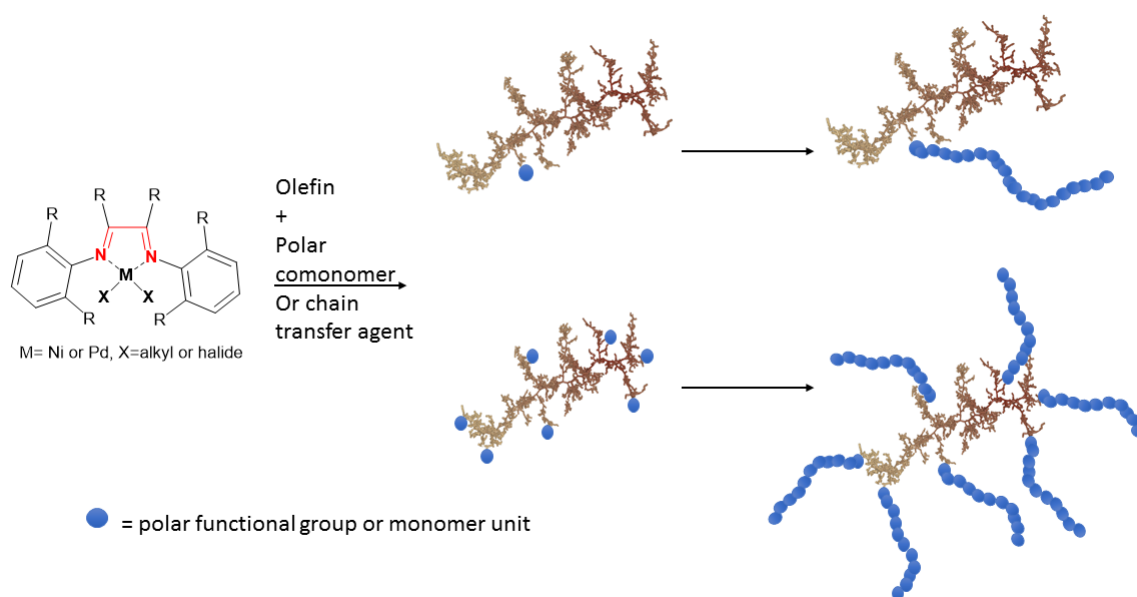 R
R
R
R
N
N
M
X
X
R
R
M= Ni or Pd, X=alkyl or halide
Olefin
+
Polar
comonomer
Or chain
transfer agent
= polar functional group or monomer unit